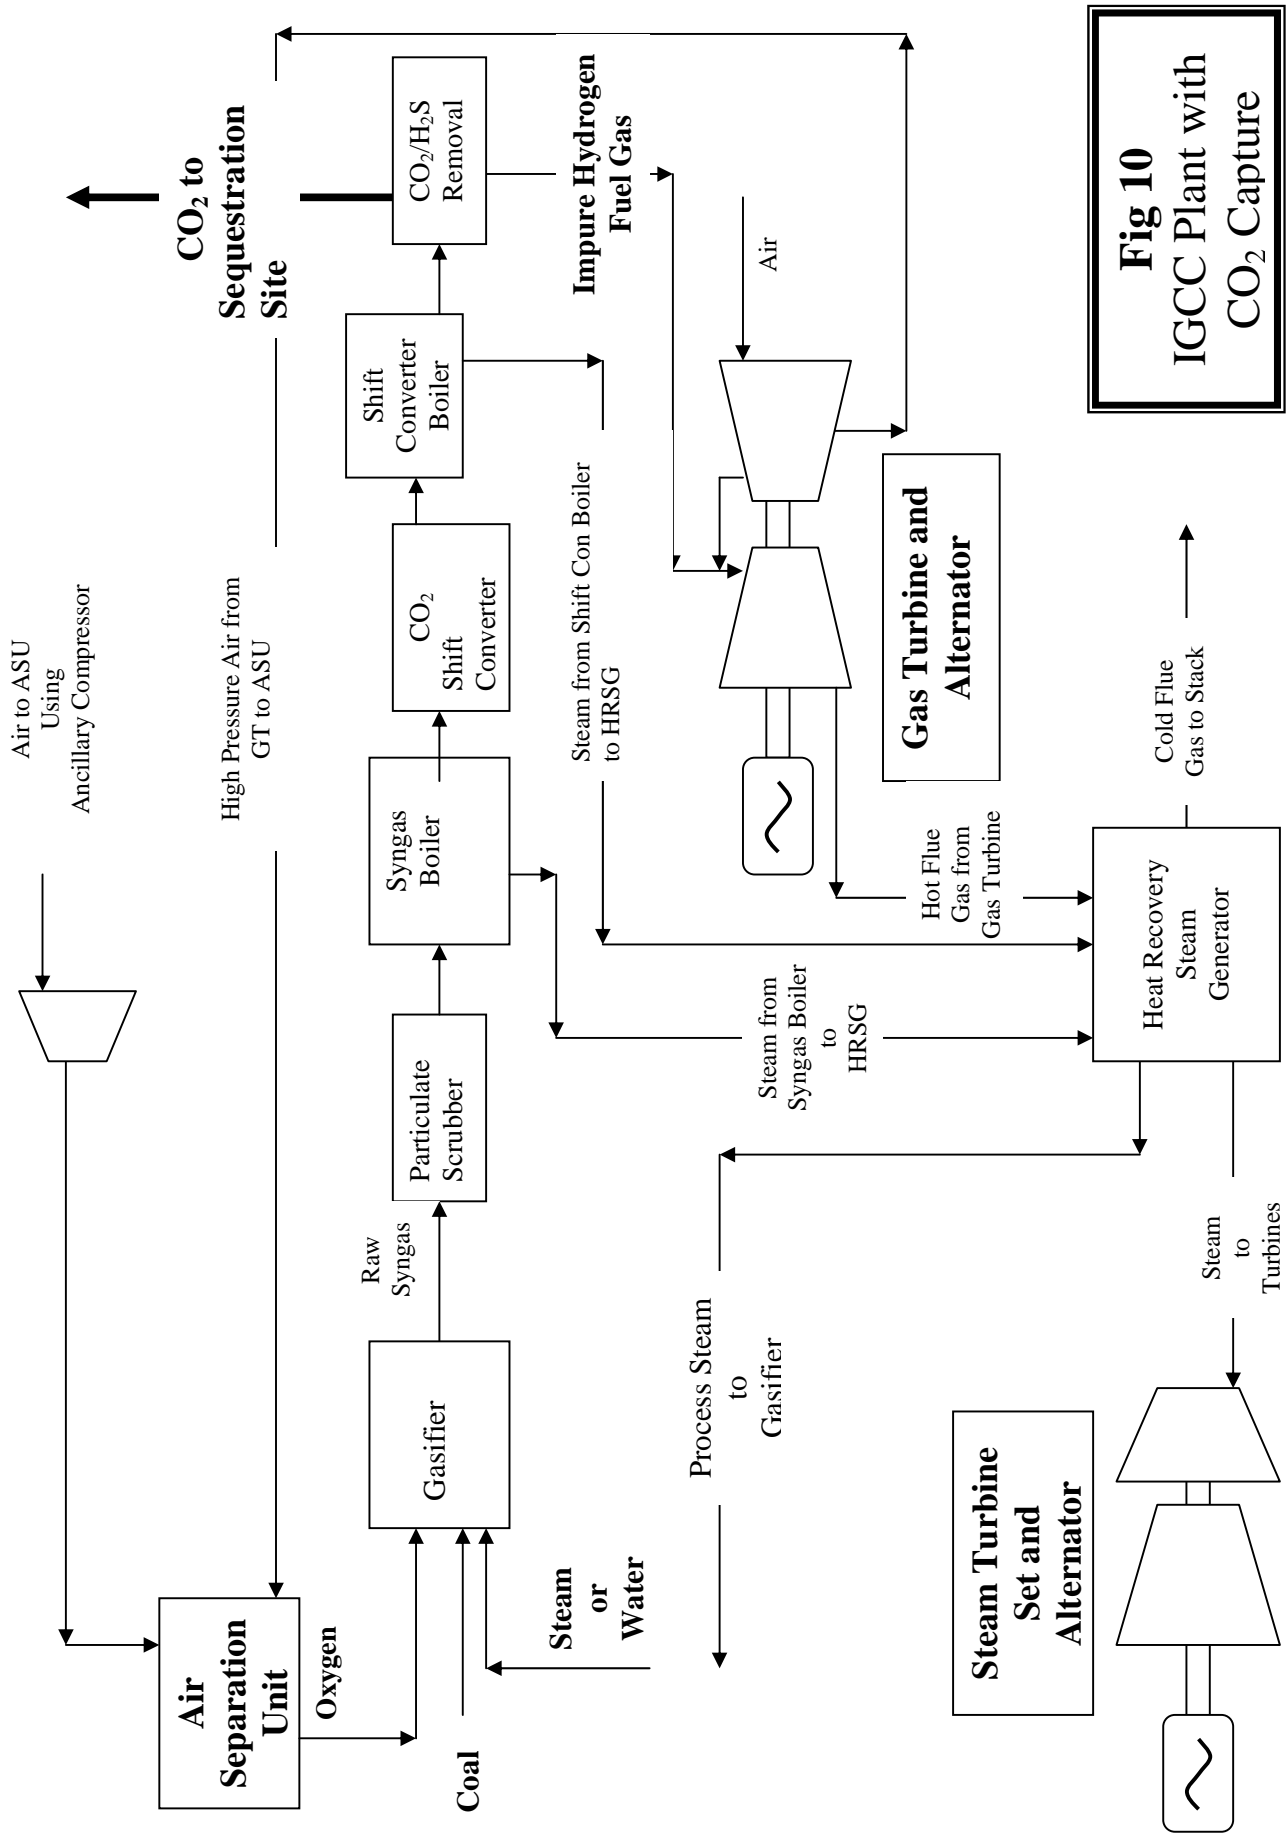 Air to ASU
Using
Ancillary Compressor
High Pressure Air from
GT to ASU
CO₂ to
Sequestration
Site
Air
Separation
Unit
Oxygen
Coal
Steam
or
Water
Gasifier
Raw
Syngas
Particulate
Scrubber
Syngas
Boiler
CO₂
Shift
Converter
Shift
Converter
Boiler
CO₂/H₂S
Removal
Impure Hydrogen
Fuel Gas
Steam from Shift Con Boiler
to HRSG
Air
Process Steam
to
Gasifier
Steam from
Syngas Boiler
to
HRSG
Gas Turbine and
Alternator
Hot Flue
Gas from
Gas Turbine
Steam Turbine
Set and
Alternator
Steam
to
Turbines
Heat Recovery
Steam
Generator
Cold Flue
Gas to Stack
Fig 10
IGCC Plant with
CO₂ Capture